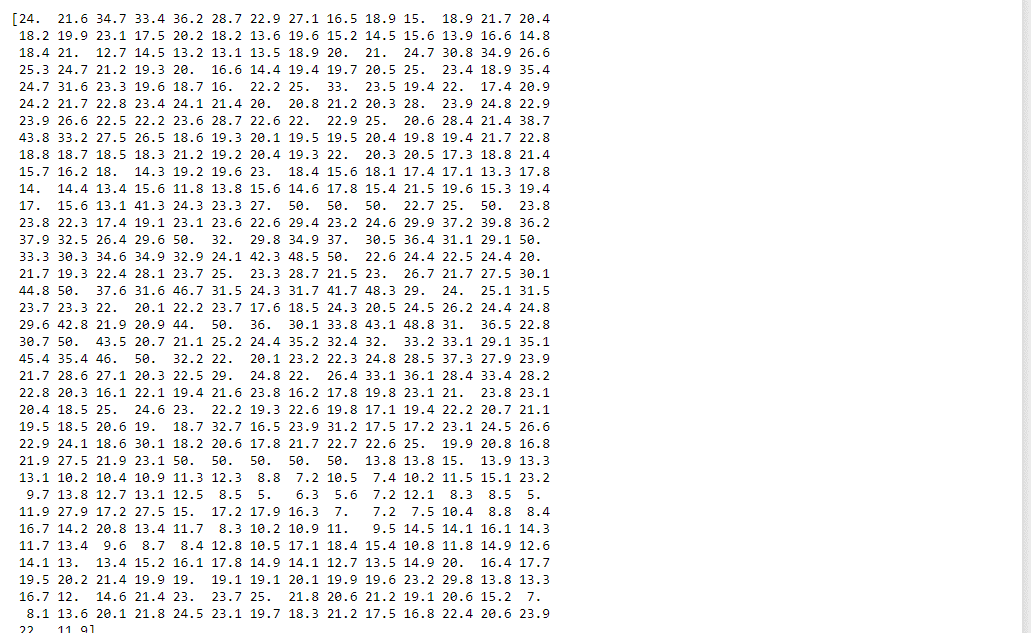 [24.  21.6 34.7 33.4 36.2 28.7 22.9 27.1 16.5 18.9 15.  18.9 21.7 20.4
 18.2 19.9 23.1 17.5 20.2 18.2 13.6 19.6 15.2 14.5 15.6 13.9 16.6 14.8
 18.4 21.  12.7 14.5 13.2 13.1 13.5 18.9 20.  21.  24.7 30.8 34.9 26.6
 25.3 24.7 21.2 19.3 20.  16.6 14.4 19.4 19.7 20.5 25.  23.4 18.9 35.4
 24.7 31.6 23.3 19.6 18.7 16.  22.2 25.  33.  23.5 19.4 22.  17.4 20.9
 24.2 21.7 22.8 23.4 24.1 21.4 20.  20.8 21.2 20.3 28.  23.9 24.8 22.9
 23.9 26.6 22.5 22.2 23.6 28.7 22.6 22.  22.9 25.  20.6 28.4 21.4 38.7
 43.8 33.2 27.5 26.5 18.6 19.3 20.1 19.5 19.5 20.4 19.8 19.4 21.7 22.8
 18.8 18.7 18.5 18.3 21.2 19.2 20.4 19.3 22.  20.3 20.5 17.3 18.8 21.4
 15.7 16.2 18.  14.3 19.2 19.6 23.  18.4 15.6 18.1 17.4 17.1 13.3 17.8
 14.  14.4 13.4 15.6 11.8 13.8 15.6 14.6 17.8 15.4 21.5 19.6 15.3 19.4
 17.  15.6 13.1 41.3 24.3 23.3 27.  50.  50.  50.  22.7 25.  50.  23.8
 23.8 22.3 17.4 19.1 23.1 23.6 22.6 29.4 23.2 24.6 29.9 37.2 39.8 36.2
 37.9 32.5 26.4 29.6 50.  32.  29.8 34.9 37.  30.5 36.4 31.1 29.1 50.
 33.3 30.3 34.6 34.9 32.9 24.1 42.3 48.5 50.  22.6 24.4 22.5 24.4 20.
 21.7 19.3 22.4 28.1 23.7 25.  23.3 28.7 21.5 23.  26.7 21.7 27.5 30.1
 44.8 50.  37.6 31.6 46.7 31.5 24.3 31.7 41.7 48.3 29.  24.  25.1 31.5
 23.7 23.3 22.  20.1 22.2 23.7 17.6 18.5 24.3 20.5 24.5 26.2 24.4 24.8
 29.6 42.8 21.9 20.9 44.  50.  36.  30.1 33.8 43.1 48.8 31.  36.5 22.8
 30.7 50.  43.5 20.7 21.1 25.2 24.4 35.2 32.4 32.  33.2 33.1 29.1 35.1
 45.4 35.4 46.  50.  32.2 22.  20.1 23.2 22.3 24.8 28.5 37.3 27.9 23.9
 21.7 28.6 27.1 20.3 22.5 29.  24.8 22.  26.4 33.1 36.1 28.4 33.4 28.2
 22.8 20.3 16.1 22.1 19.4 21.6 23.8 16.2 17.8 19.8 23.1 21.  23.8 23.1
 20.4 18.5 25.  24.6 23.  22.2 19.3 22.6 19.8 17.1 19.4 22.2 20.7 21.1
 19.5 18.5 20.6 19.  18.7 32.7 16.5 23.9 31.2 17.5 17.2 23.1 24.5 26.6
 22.9 24.1 18.6 30.1 18.2 20.6 17.8 21.7 22.7 22.6 25.  19.9 20.8 16.8
 21.9 27.5 21.9 23.1 50.  50.  50.  50.  50.  13.8 13.8 15.  13.9 13.3
 13.1 10.2 10.4 10.9 11.3 12.3  8.8  7.2 10.5  7.4 10.2 11.5 15.1 23.2
  9.7 13.8 12.7 13.1 12.5  8.5  5.   6.3  5.6  7.2 12.1  8.3  8.5  5.
 11.9 27.9 17.2 27.5 15.  17.2 17.9 16.3  7.   7.2  7.5 10.4  8.8  8.4
 16.7 14.2 20.8 13.4 11.7  8.3 10.2 10.9 11.   9.5 14.5 14.1 16.1 14.3
 11.7 13.4  9.6  8.7  8.4 12.8 10.5 17.1 18.4 15.4 10.8 11.8 14.9 12.6
 14.1 13.  13.4 15.2 16.1 17.8 14.9 14.1 12.7 13.5 14.9 20.  16.4 17.7
 19.5 20.2 21.4 19.9 19.  19.1 19.1 20.1 19.9 19.6 23.2 29.8 13.8 13.3
 16.7 12.  14.6 21.4 23.  23.7 25.  21.8 20.6 21.2 19.1 20.6 15.2  7.
  8.1 13.6 20.1 21.8 24.5 23.1 19.7 18.3 21.2 17.5 16.8 22.4 20.6 23.9
 22.  11.9]